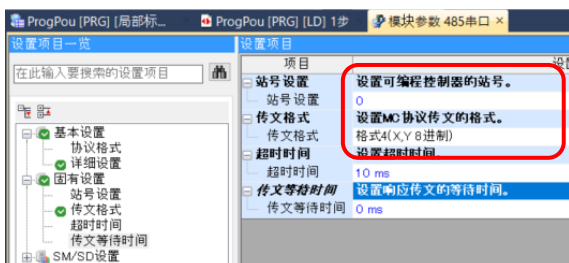 ProgPou [PRG] [局部标... ProgPou [PRG] [LD] 1步 模块参数 485串口 ×
设置项目一览
在此输入要搜索的设置项目
基本设置
协议格式
详细设置
固有设置
站号设置
传文格式
超时时间
传文等待时间
SM/SD设置
设置项目
项目 设
站号设置 设置可编程控制器的站号。
站号设置 0
传文格式 设置MC协议传文的格式。
传文格式 格式4(X,Y 8进制)
超时时间 设置超时时间。
超时时间 10 ms
传文等待时间 设置响应传文的等待时间。
传文等待时间 0 ms